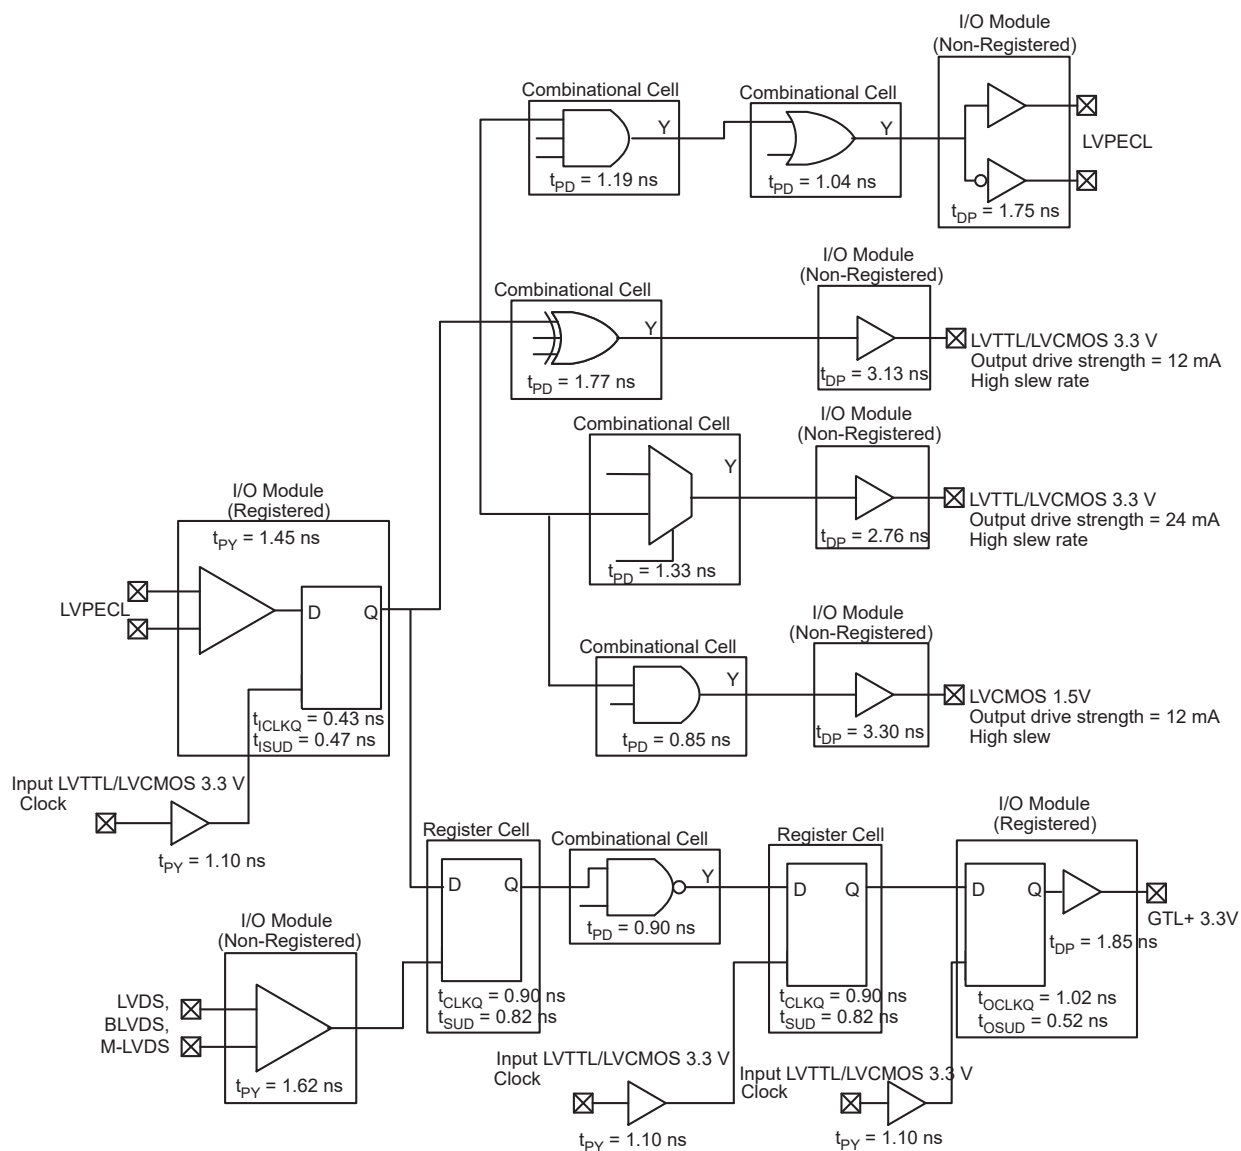 I/O Module
(Non-Registered)
Combinational Cell
Combinational Cell
Y
Y
LVPECL
tPD = 1.19 ns
tPD = 1.04 ns
tDP = 1.75 ns
I/O Module
(Non-Registered)
Combinational Cell
Y
LVTTL/LVCMOS 3.3 V
Output drive strength = 12 mA
High slew rate
tPD = 1.77 ns
tDP = 3.13 ns
I/O Module
(Non-Registered)
Combinational Cell
Y
LVTTL/LVCMOS 3.3 V
Output drive strength = 24 mA
High slew rate
tDP = 2.76 ns
tPD = 1.33 ns
I/O Module
(Registered)
tPY = 1.45 ns
LVPECL
D
Q
tICLKQ = 0.43 ns
tISUD = 0.47 ns
I/O Module
(Non-Registered)
Combinational Cell
Y
LVCMOS 1.5V
Output drive strength = 12 mA
High slew
tPD = 0.85 ns
tDP = 3.30 ns
Input LVTTL/LVCMOS 3.3 V
Clock
tPY = 1.10 ns
Register Cell
D
Q
tCLKQ = 0.90 ns
tSUD = 0.82 ns
Combinational Cell
Y
tPD = 0.90 ns
Register Cell
D
Q
tCLKQ = 0.90 ns
tSUD = 0.82 ns
I/O Module
(Registered)
D
Q
GTL+ 3.3V
tDP = 1.85 ns
tOCLKQ = 1.02 ns
tOSUD = 0.52 ns
I/O Module
(Non-Registered)
LVDS,
BLVDS,
M-LVDS
tPY = 1.62 ns
Input LVTTL/LVCMOS 3.3 V
Clock
tPY = 1.10 ns
Input LVTTL/LVCMOS 3.3 V
Clock
tPY = 1.10 ns